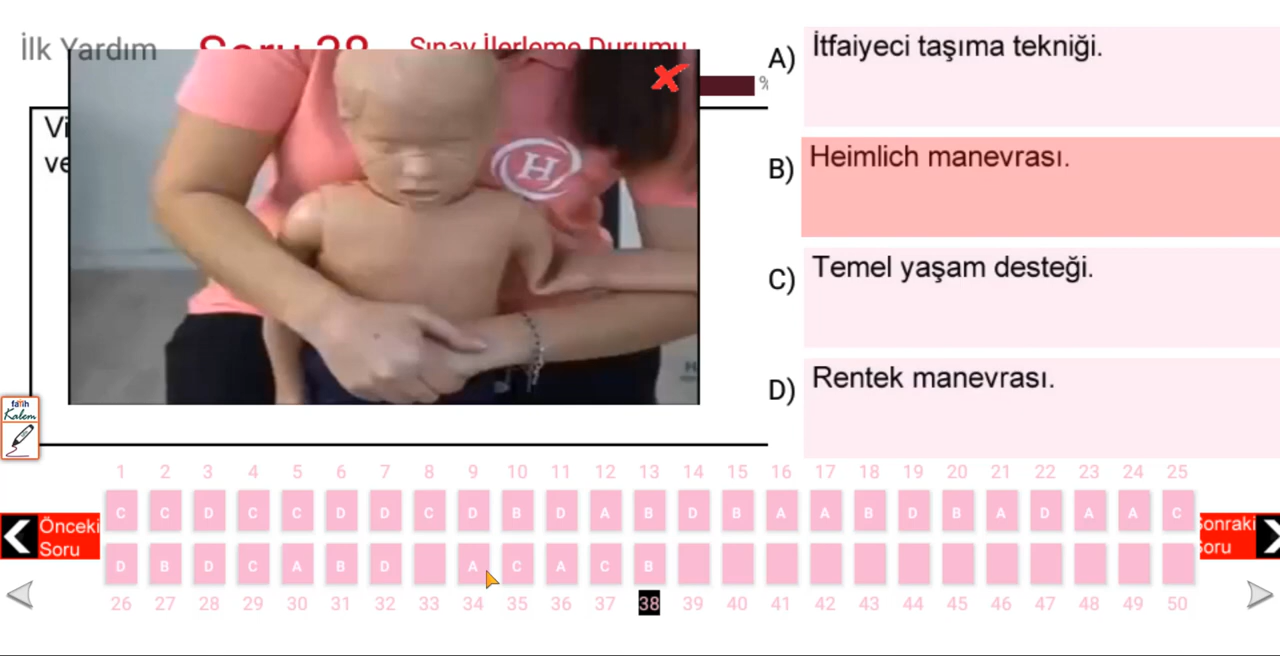 İlk Yardım
Soru 38
Sınav İlerleme Durumu
%
Vi
ve
H
A) İtfaiyeci taşıma tekniği.
B) Heimlich manevrası.
C) Temel yaşam desteği.
D) Rentek manevrası.
fatih
Kalem
1 2 3 4 5 6 7 8 9 10 11 12 13 14 15 16 17 18 19 20 21 22 23 24 25
C C D C C D D C D B D A B D B A A B D B A D A A C
Önceki
Soru
Sonraki
Soru
D B D C A B D A C A C B
26 27 28 29 30 31 32 33 34 35 36 37 38 39 40 41 42 43 44 45 46 47 48 49 50